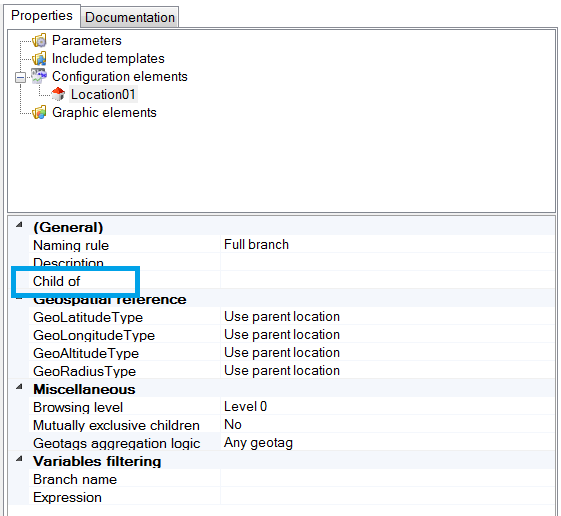 Properties Documentation
Parameters
Included templates
Configuration elements
Location01
Graphic elements
(General)
Naming rule Full branch
Description
Child of
Geospatial reference
GeoLatitudeType Use parent location
GeoLongitudeType Use parent location
GeoAltitudeType Use parent location
GeoRadiusType Use parent location
Miscellaneous
Browsing level Level 0
Mutually exclusive children No
Geotags aggregation logic Any geotag
Variables filtering
Branch name
Expression